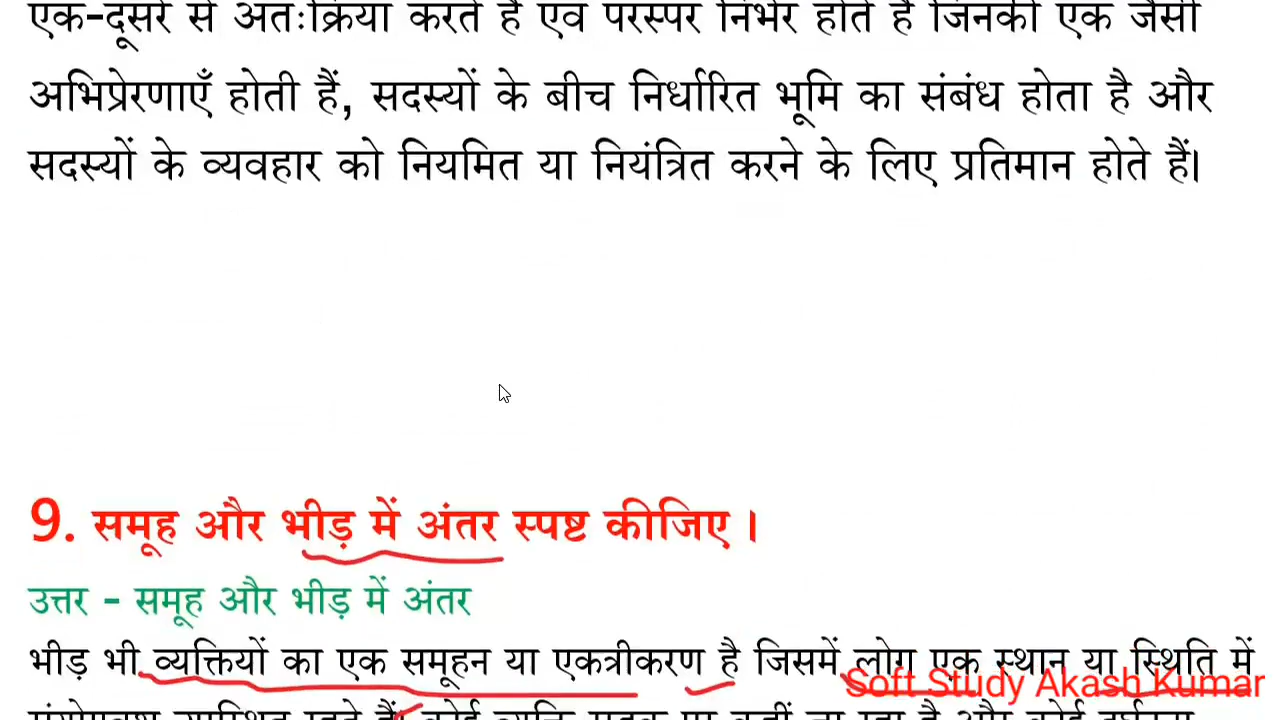 एक-दूसरे से अंतःक्रिया करते हैं एवं परस्पर निर्भर होते हैं जिनकी एक जैसी
अभिप्रेरणाएँ होती हैं, सदस्यों के बीच निर्धारित भूमि का संबंध होता है और
सदस्यों के व्यवहार को नियमित या नियंत्रित करने के लिए प्रतिमान होते हैं।
9. समूह और भीड़ में अंतर स्पष्ट कीजिए ।
उत्तर - समूह और भीड़ में अंतर
भीड़ भी व्यक्तियों का एक समूहन या एकत्रीकरण है जिसमें लोग एक स्थान या स्थिति में
Soft Study Akash Kumar